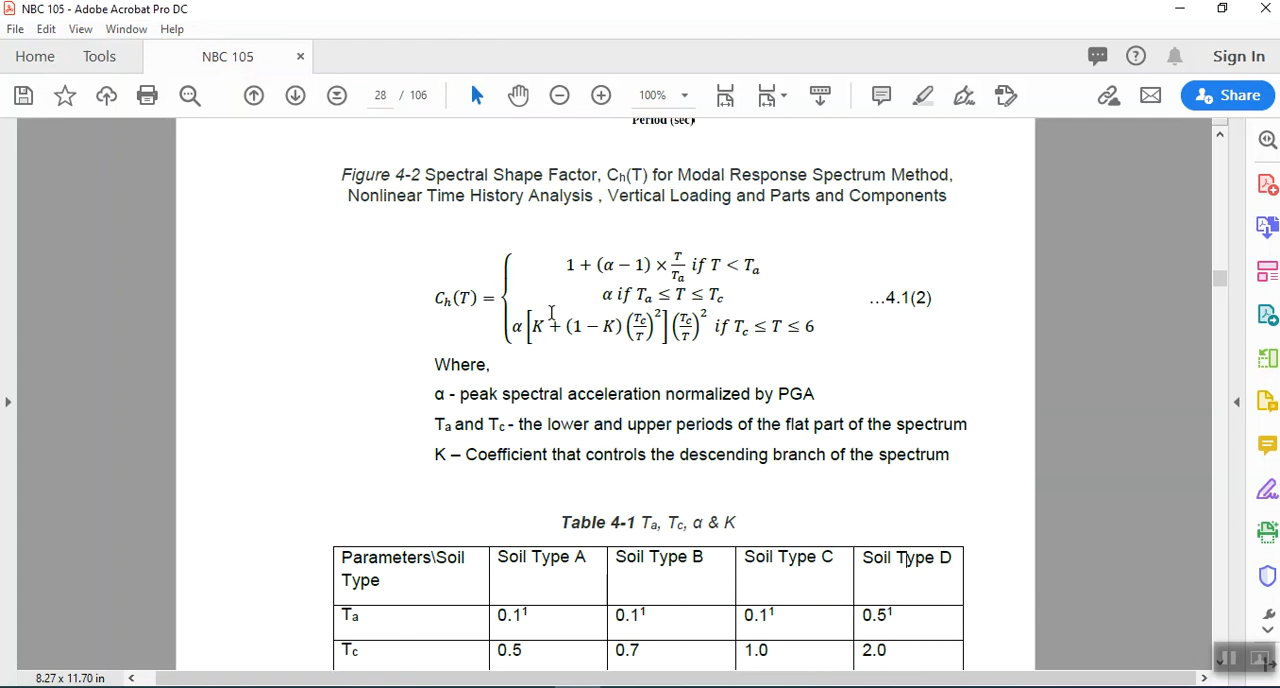 NBC 105 - Adobe Acrobat Pro DC
File Edit View Window Help
Home Tools NBC 105 × Sign In
28 / 106 100% Share
Period (sec)
Figure 4-2 Spectral Shape Factor, Ch(T) for Modal Response Spectrum Method,
Nonlinear Time History Analysis , Vertical Loading and Parts and Components
1 + (α − 1) × T/Ta if T < Ta
Ch(T) = { α if Ta ≤ T ≤ Tc ...4.1(2)
α [K + (1 − K) (Tc/T)²] (Tc/T)² if Tc ≤ T ≤ 6
Where,
α - peak spectral acceleration normalized by PGA
Ta and Tc - the lower and upper periods of the flat part of the spectrum
K – Coefficient that controls the descending branch of the spectrum
Table 4-1 Ta, Tc, α & K
Parameters\Soil Type Soil Type A Soil Type B Soil Type C Soil Type D
Ta 0.1¹ 0.1¹ 0.1¹ 0.5¹
Tc 0.5 0.7 1.0 2.0
8.27 x 11.70 in